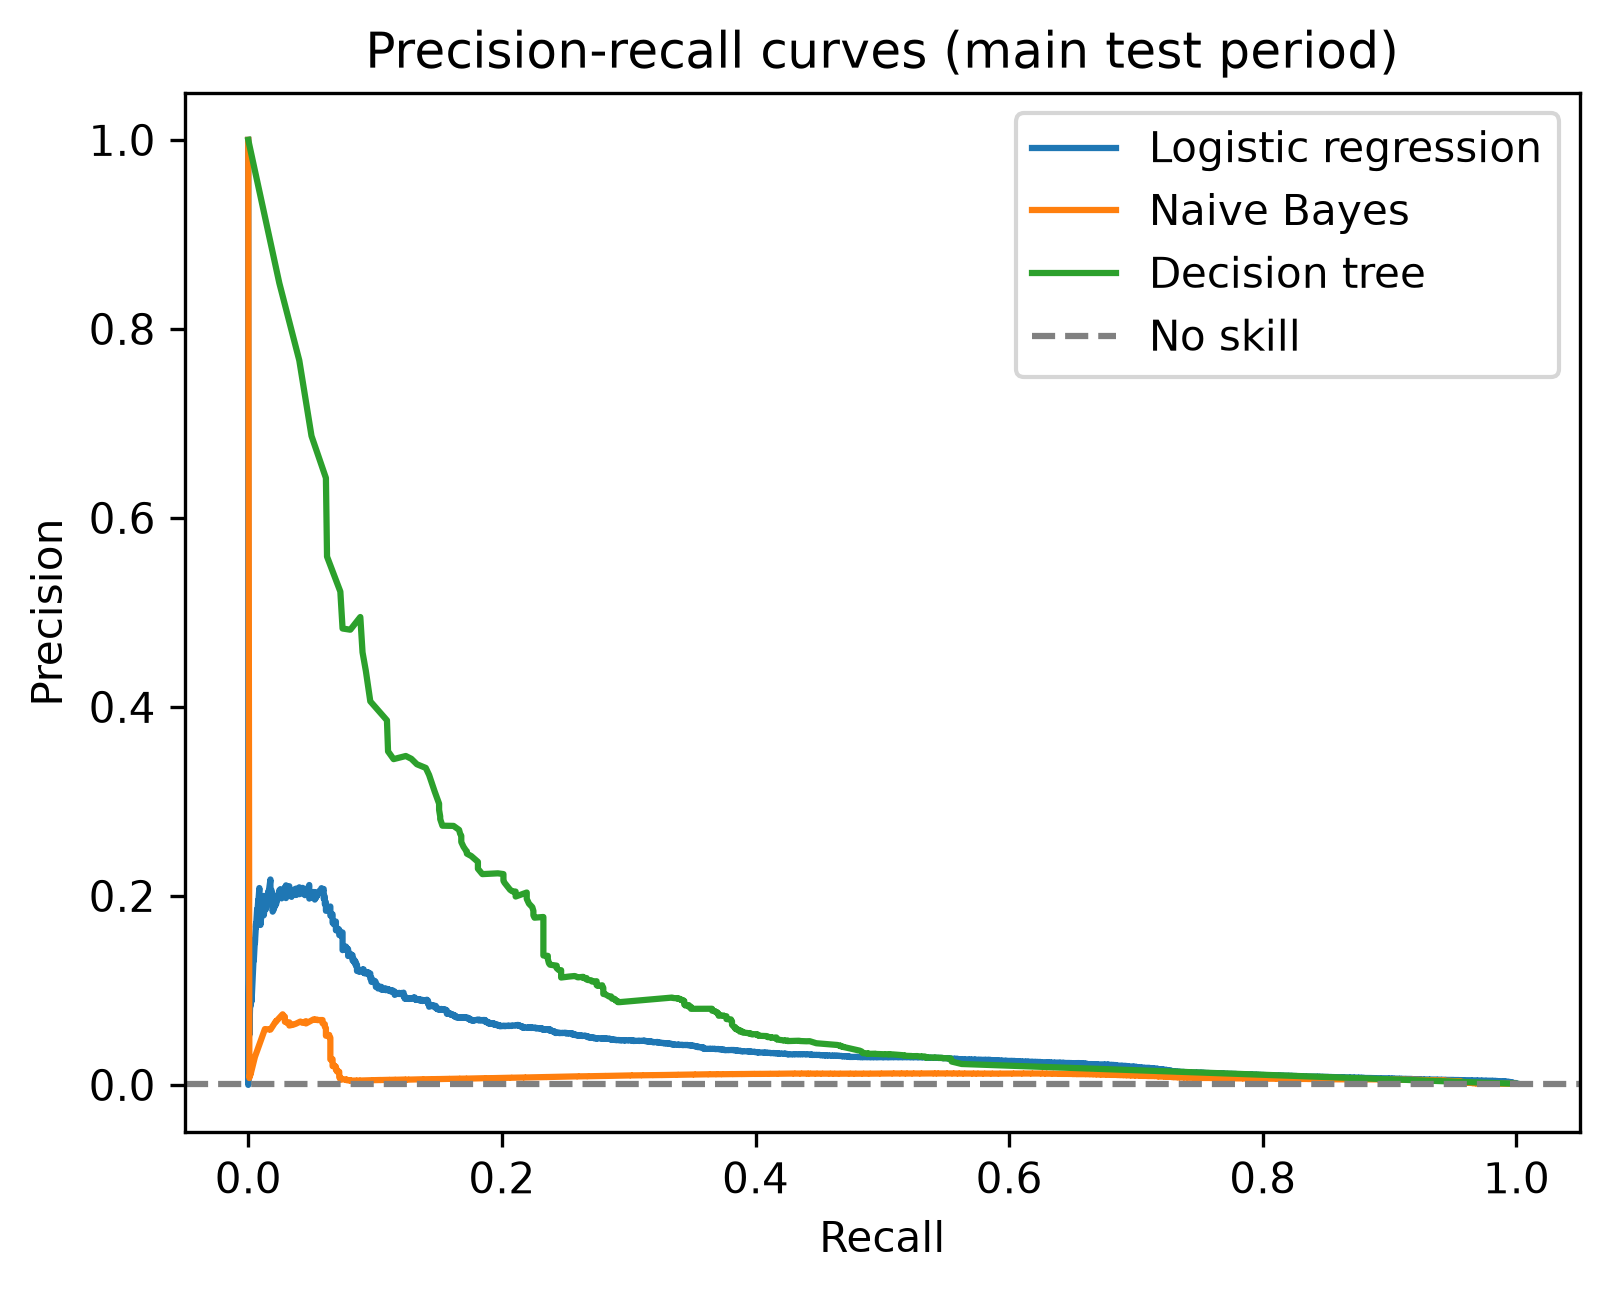 Precision-recall curves (main test period)
Logistic regression
Naive Bayes
Decision tree
No skill
Precision
1.0
0.8
0.6
0.4
0.2
0.0
0.0 0.2 0.4 0.6 0.8 1.0
Recall